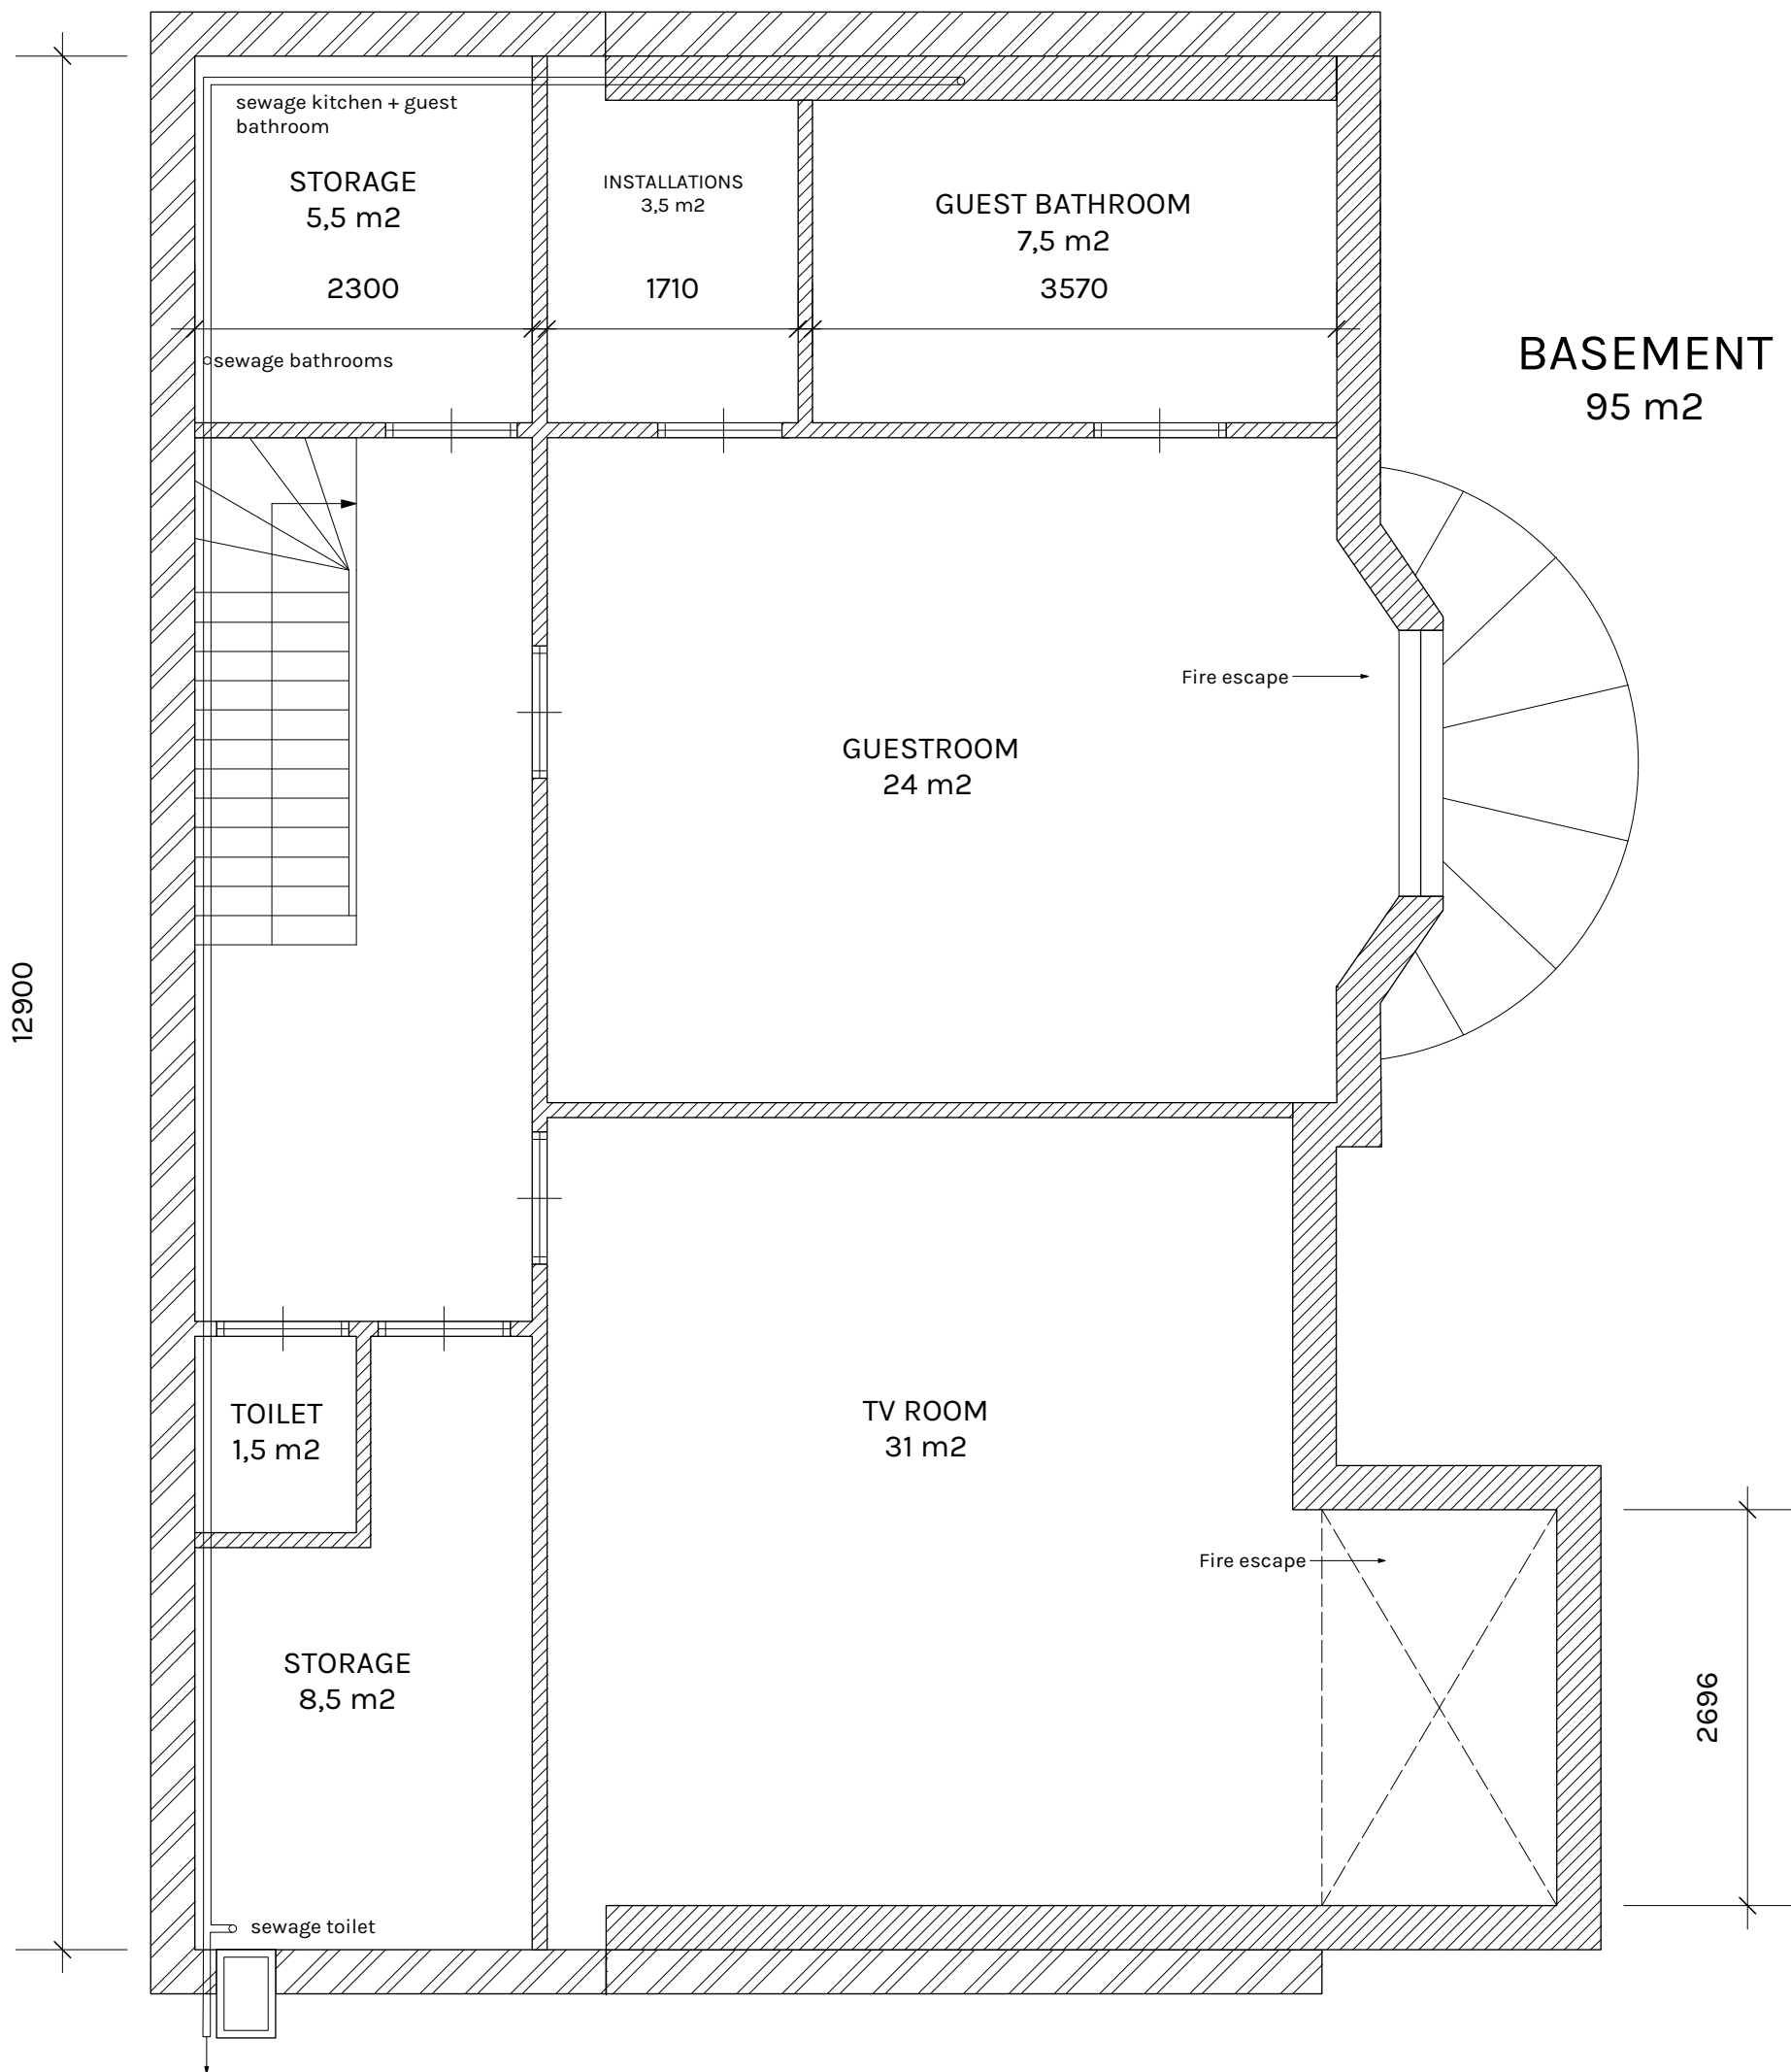 sewage kitchen + guest
bathroom
STORAGE
5,5 m2
INSTALLATIONS
3,5 m2
GUEST BATHROOM
7,5 m2
2300
1710
3570
sewage bathrooms
BASEMENT
95 m2
Fire escape
GUESTROOM
24 m2
12900
TOILET
1,5 m2
TV ROOM
31 m2
Fire escape
STORAGE
8,5 m2
2696
sewage toilet